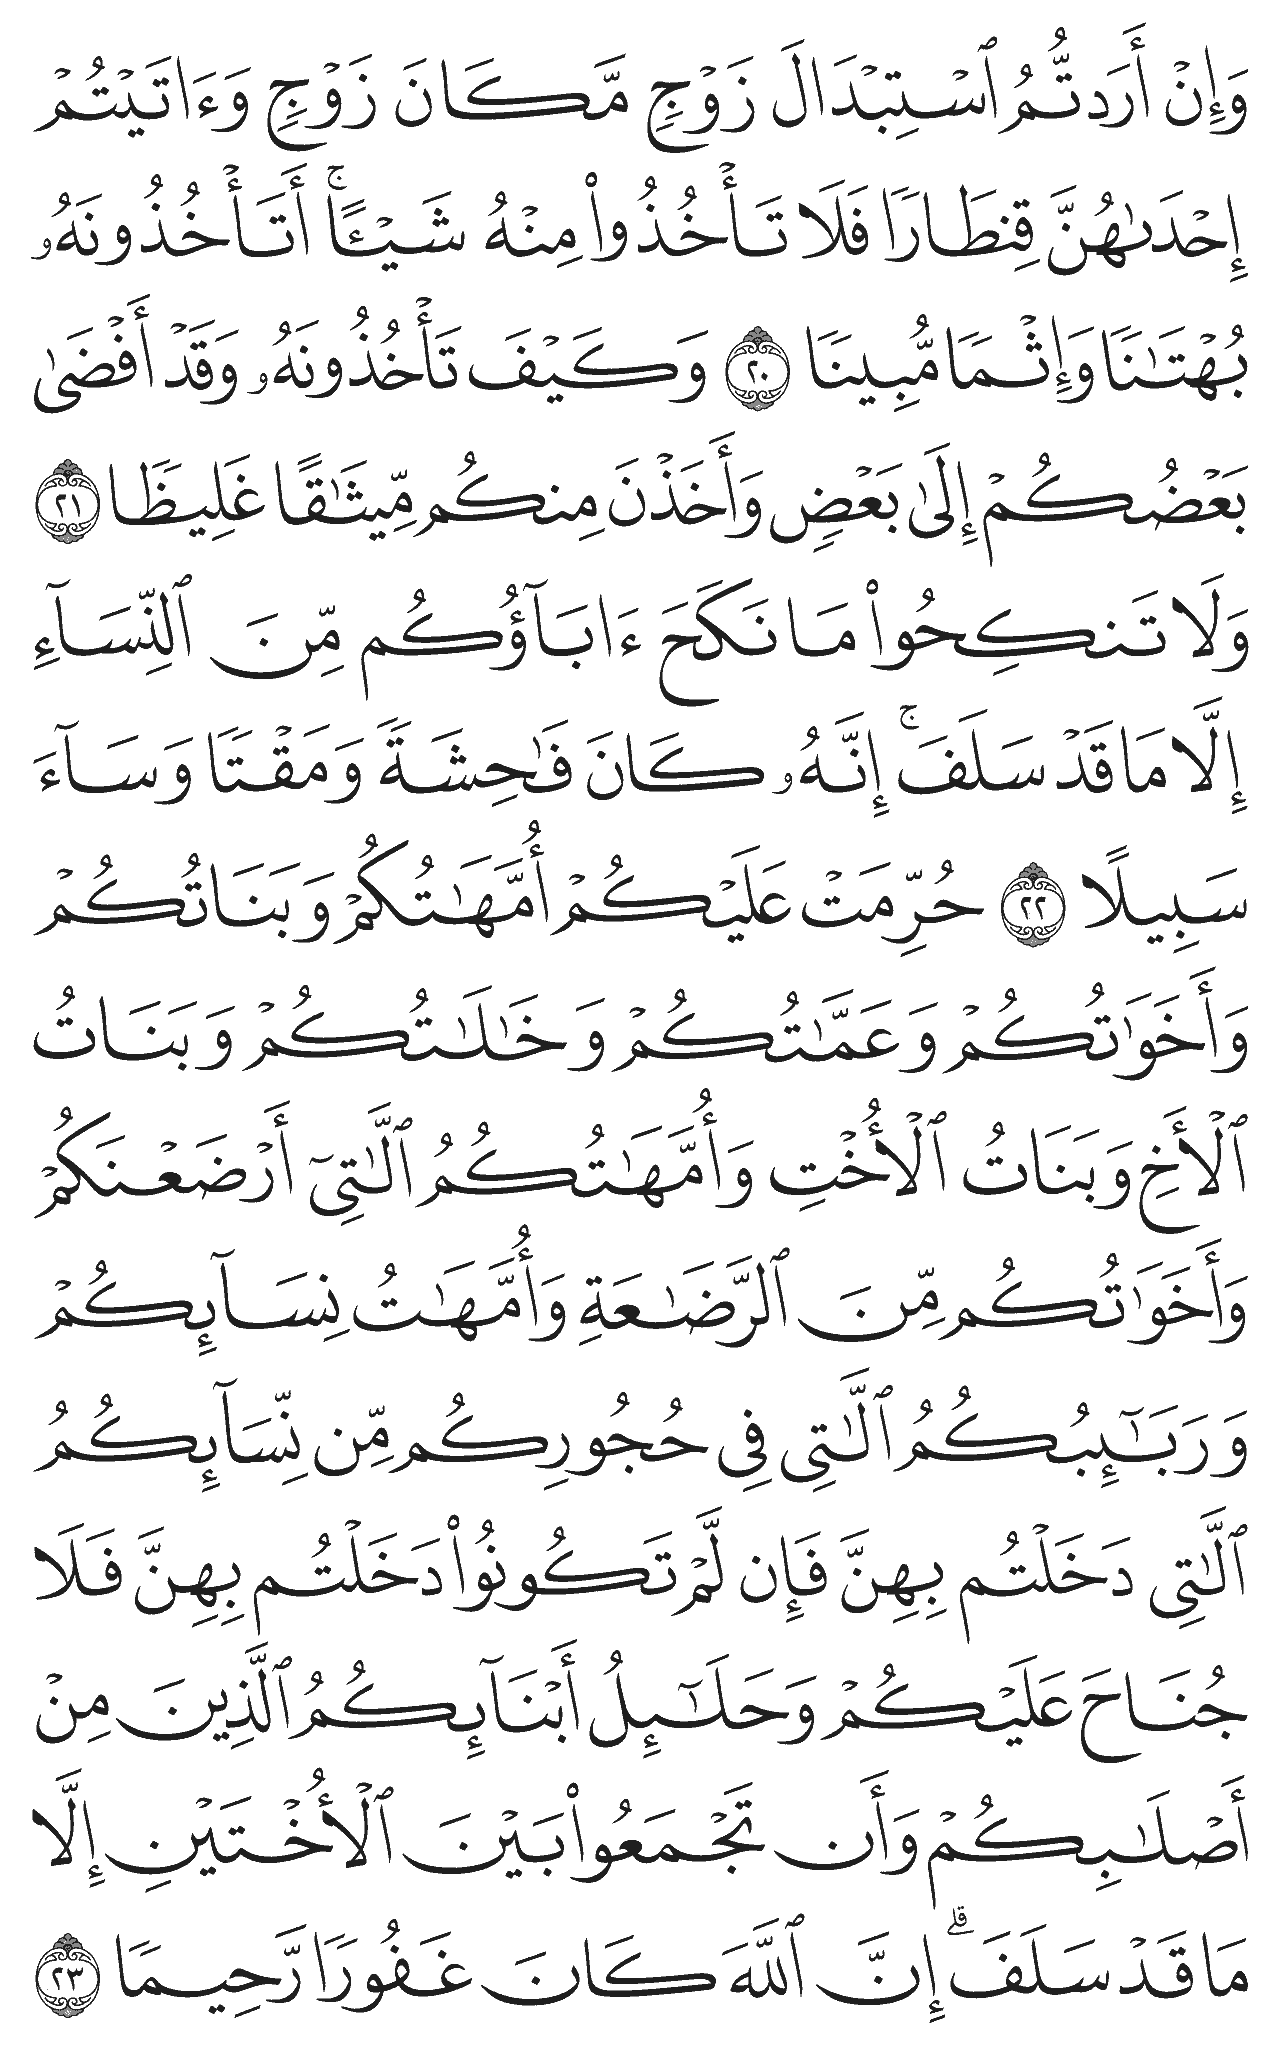 وَإِنۡ أَرَدتُّمُ ٱسۡتِبۡدَالَ زَوۡجٖ مَّكَانَ زَوۡجٖ وَءَاتَيۡتُمۡ
إِحۡدَىٰهُنَّ قِنطَارٗا فَلَا تَأۡخُذُواْ مِنۡهُ شَيۡـًٔاۚ أَتَأۡخُذُونَهُۥ
بُهۡتَٰنٗا وَإِثۡمٗا مُّبِينٗا ٢٠ وَكَيۡفَ تَأۡخُذُونَهُۥ وَقَدۡ أَفۡضَىٰ
بَعۡضُكُمۡ إِلَىٰ بَعۡضٖ وَأَخَذۡنَ مِنكُم مِّيثَٰقًا غَلِيظٗا ٢١
وَلَا تَنكِحُواْ مَا نَكَحَ ءَابَآؤُكُم مِّنَ ٱلنِّسَآءِ
إِلَّا مَا قَدۡ سَلَفَۚ إِنَّهُۥ كَانَ فَٰحِشَةٗ وَمَقۡتٗا وَسَآءَ
سَبِيلًا ٢٢ حُرِّمَتۡ عَلَيۡكُمۡ أُمَّهَٰتُكُمۡ وَبَنَاتُكُمۡ
وَأَخَوَٰتُكُمۡ وَعَمَّٰتُكُمۡ وَخَٰلَٰتُكُمۡ وَبَنَاتُ
ٱلۡأَخِ وَبَنَاتُ ٱلۡأُخۡتِ وَأُمَّهَٰتُكُمُ ٱلَّٰتِيٓ أَرۡضَعۡنَكُمۡ
وَأَخَوَٰتُكُم مِّنَ ٱلرَّضَٰعَةِ وَأُمَّهَٰتُ نِسَآئِكُمۡ
وَرَبَٰٓئِبُكُمُ ٱلَّٰتِي فِي حُجُورِكُم مِّن نِّسَآئِكُمُ
ٱلَّٰتِي دَخَلۡتُم بِهِنَّ فَإِن لَّمۡ تَكُونُواْ دَخَلۡتُم بِهِنَّ فَلَا
جُنَاحَ عَلَيۡكُمۡ وَحَلَٰٓئِلُ أَبۡنَآئِكُمُ ٱلَّذِينَ مِنۡ
أَصۡلَٰبِكُمۡ وَأَن تَجۡمَعُواْ بَيۡنَ ٱلۡأُخۡتَيۡنِ إِلَّا
مَا قَدۡ سَلَفَۗ إِنَّ ٱللَّهَ كَانَ غَفُورٗا رَّحِيمٗا ٢٣